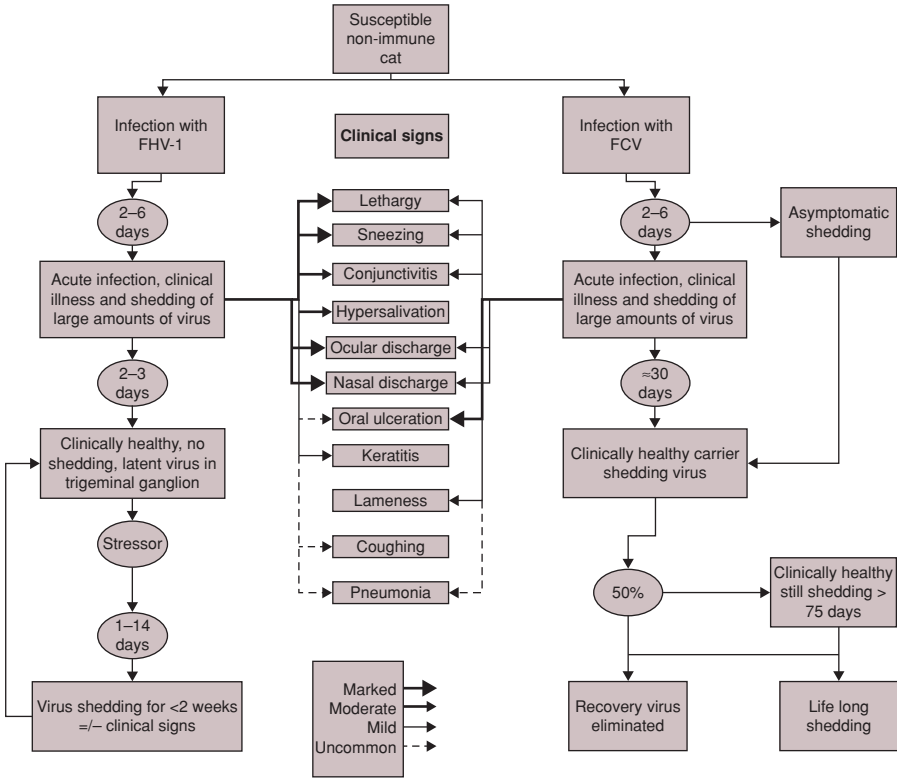 Susceptible
non-immune
cat
Infection with
FHV-1
Clinical signs
Infection with
FCV
2–6
days
Lethargy
Sneezing
Conjunctivitis
Hypersalivation
Ocular discharge
Nasal discharge
Oral ulceration
Keratitis
Lameness
Coughing
Pneumonia
2–6
days
Asymptomatic
shedding
Acute infection, clinical
illness and shedding of
large amounts of virus
Acute infection, clinical
illness and shedding of
large amounts of virus
2–3
days
≈30
days
Clinically healthy, no
shedding, latent virus in
trigeminal ganglion
Clinically healthy carrier
shedding virus
Stressor
50%
Clinically healthy
still shedding >
75 days
1–14
days
Virus shedding for <2 weeks
=/– clinical signs
Marked
Moderate
Mild
Uncommon
Recovery virus
eliminated
Life long
shedding